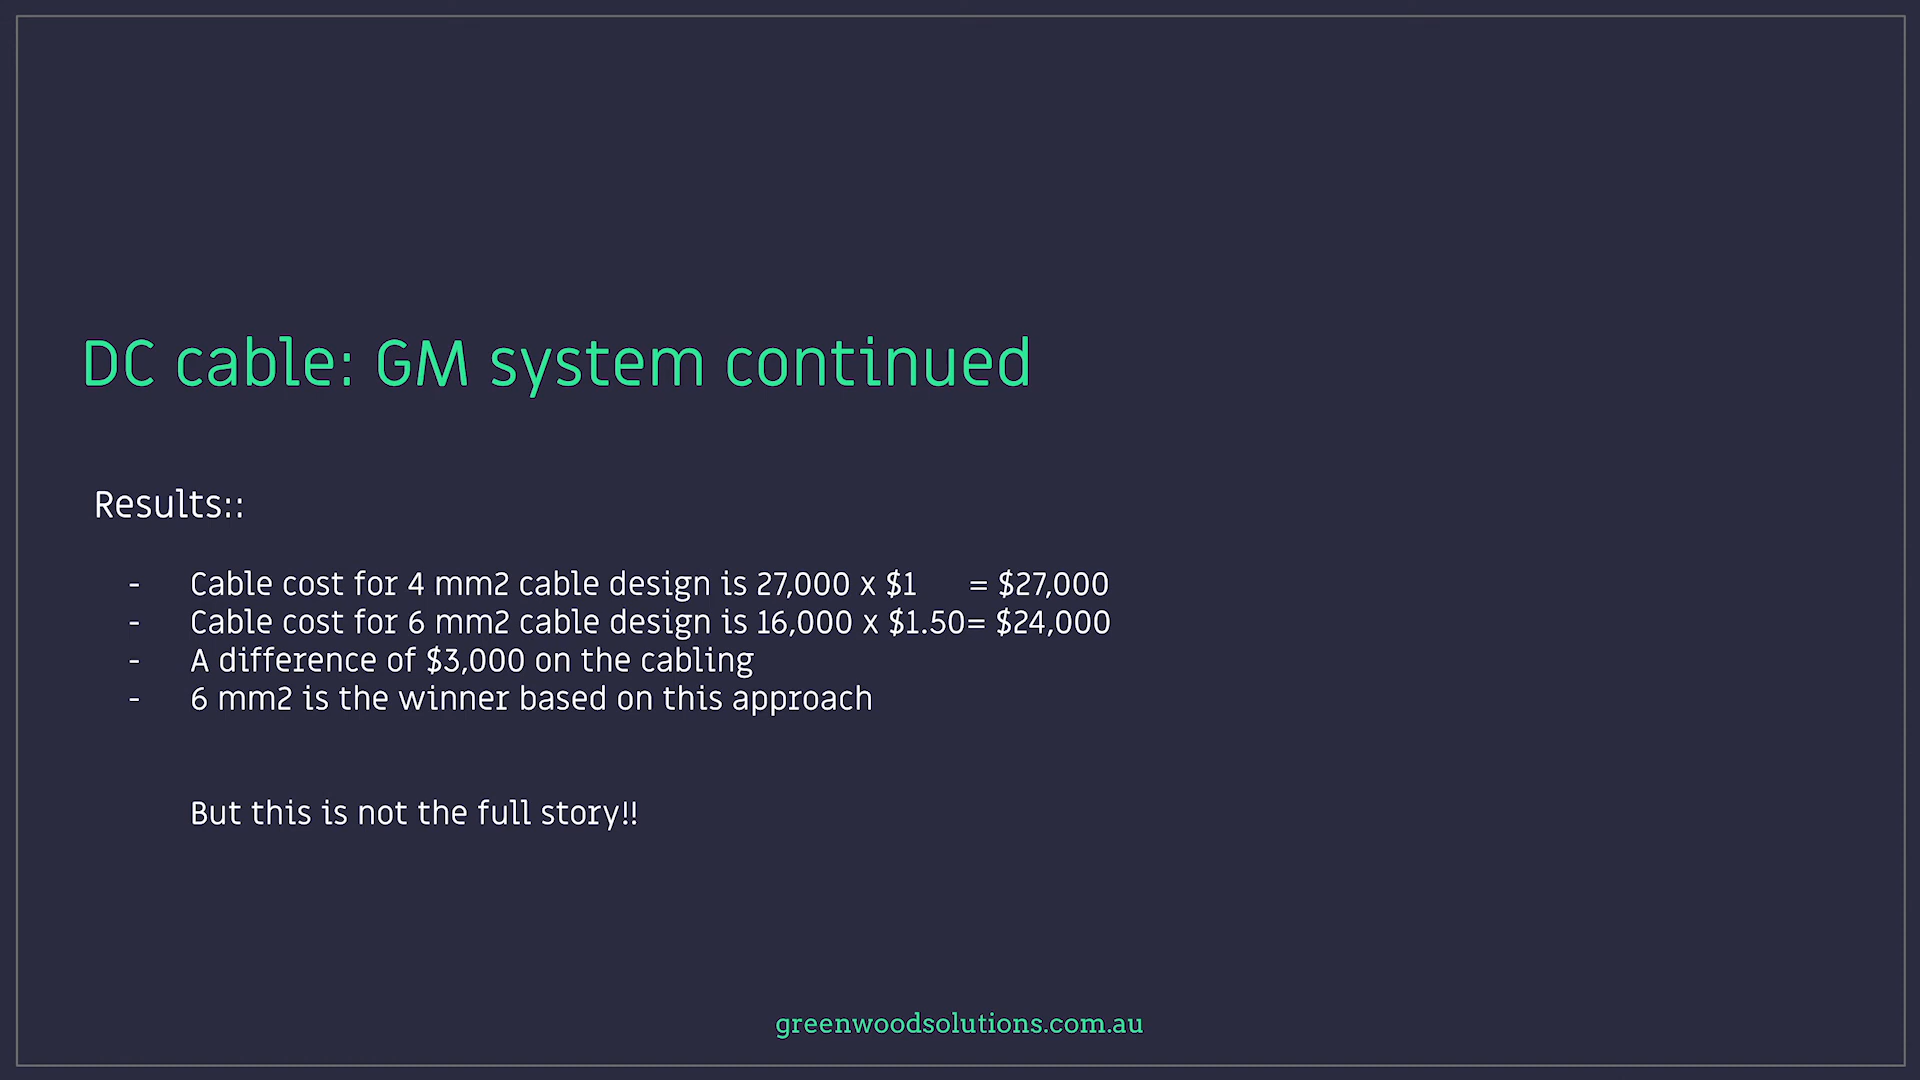 DC cable: GM system continued
Results::
- Cable cost for 4 mm2 cable design is 27,000 x $1 = $27,000
- Cable cost for 6 mm2 cable design is 16,000 x $1.50= $24,000
- A difference of $3,000 on the cabling
- 6 mm2 is the winner based on this approach
But this is not the full story!!
greenwoodsolutions.com.au